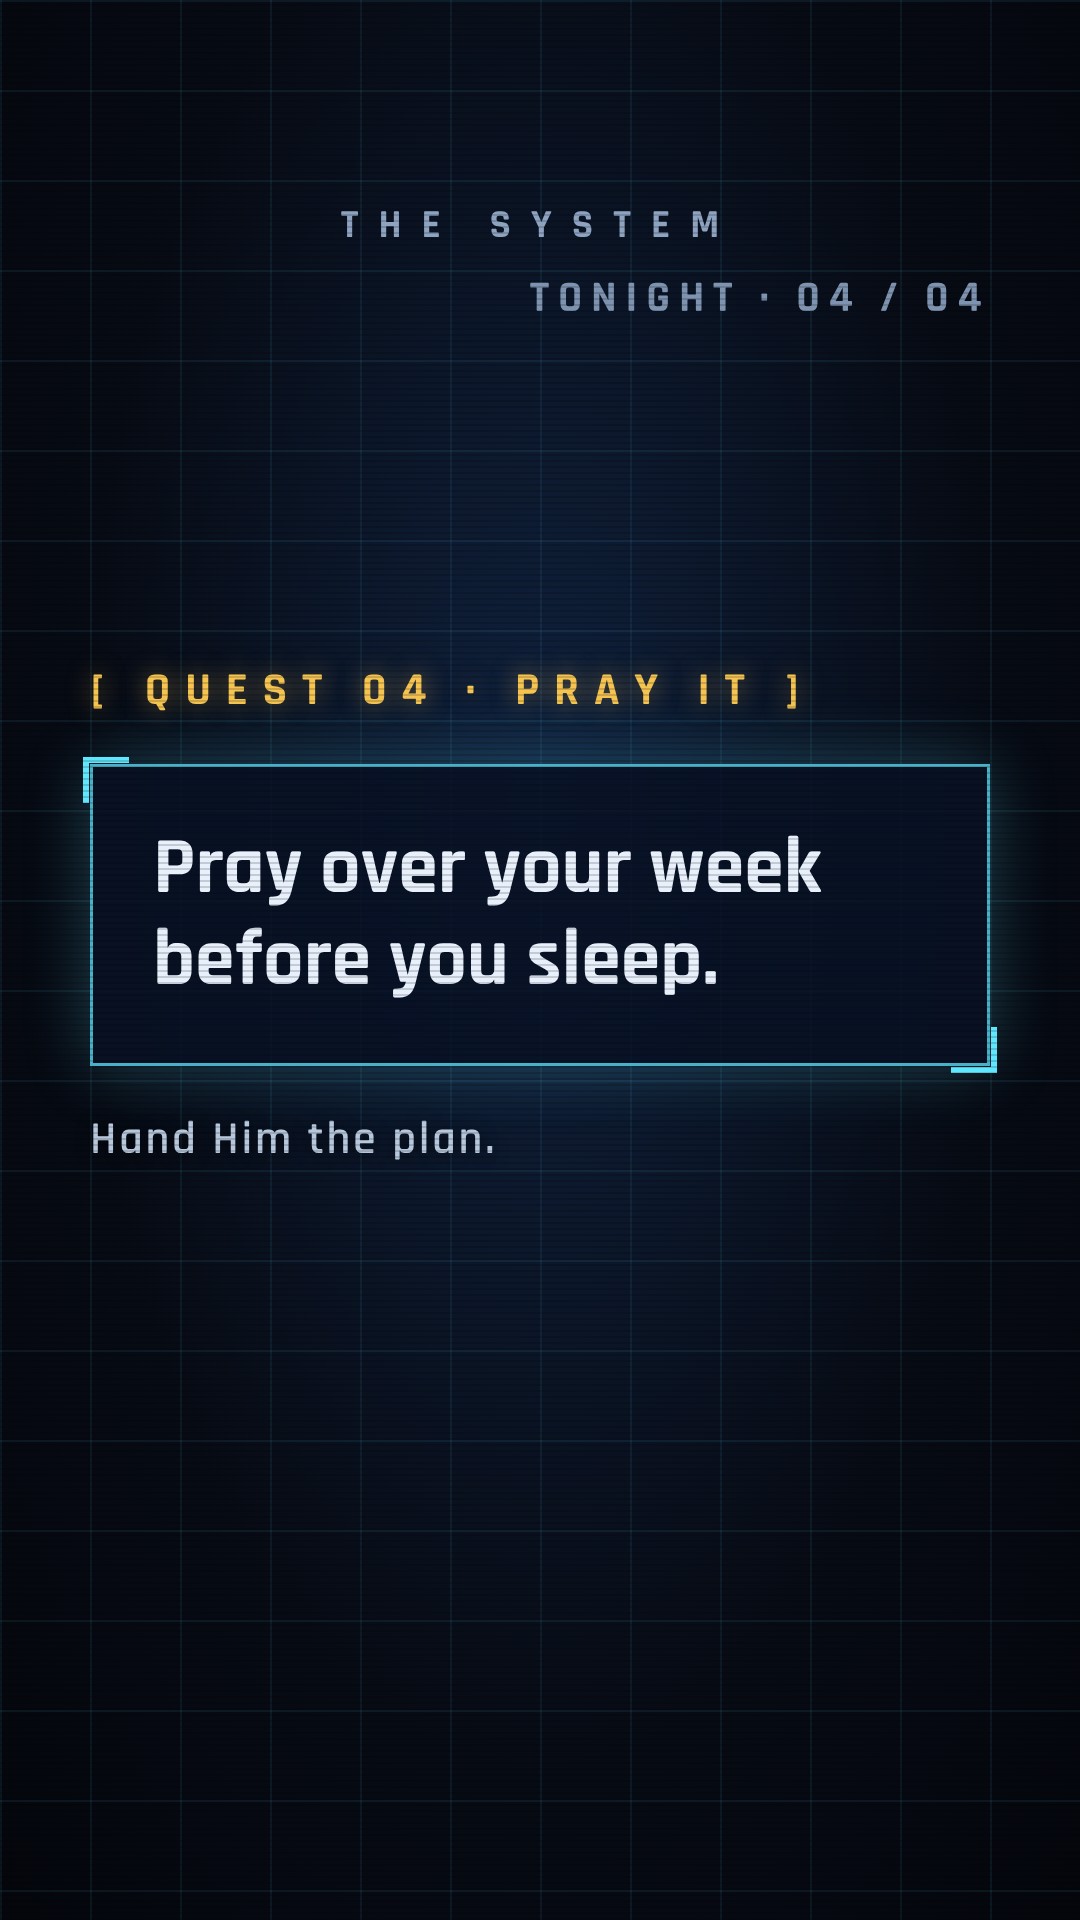 THE SYSTEM
TONIGHT · 04 / 04
[ QUEST 04 · PRAY IT ]
Pray over your week
before you sleep.
Hand Him the plan.